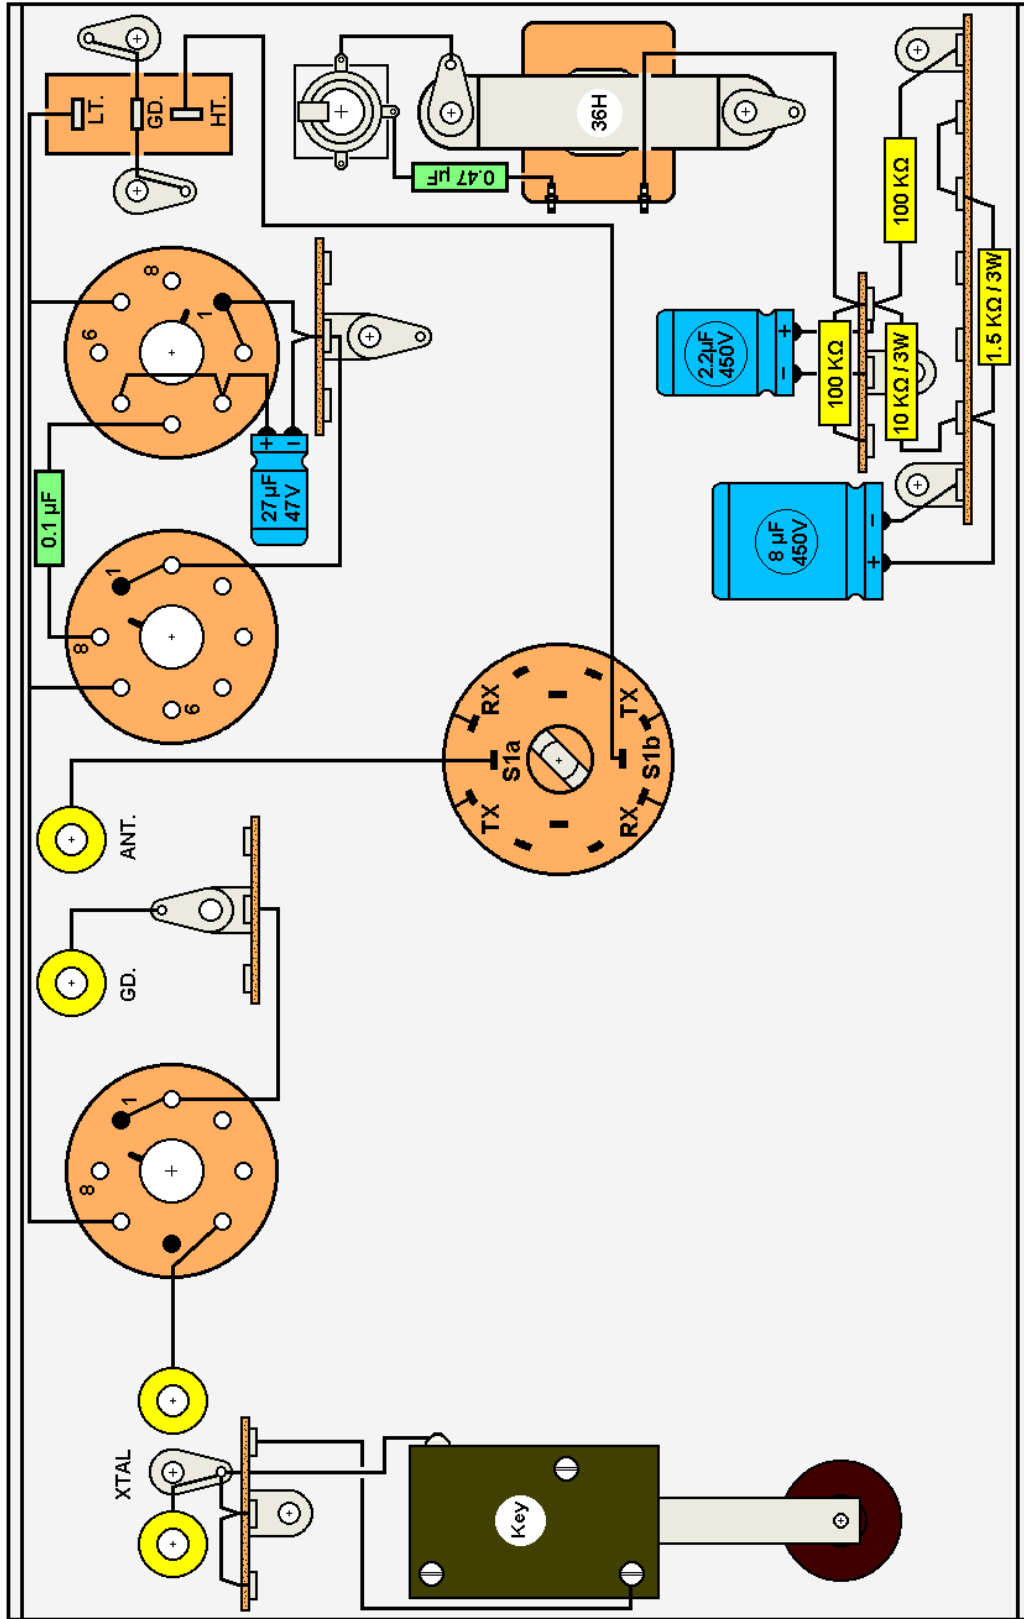 LT.
GD.
HT.
36H
0.47 µF
100 KΩ
8
1
6
2.2µF
450V
+
−
100 KΩ
10 KΩ / 3W
1.5 KΩ / 3W
+
−
27µF
47V
0.1 µF
8 µF
450V
−
+
1
8
6
RX
TX
S1a
S1b
TX
RX
ANT.
GD.
1
8
XTAL
Key